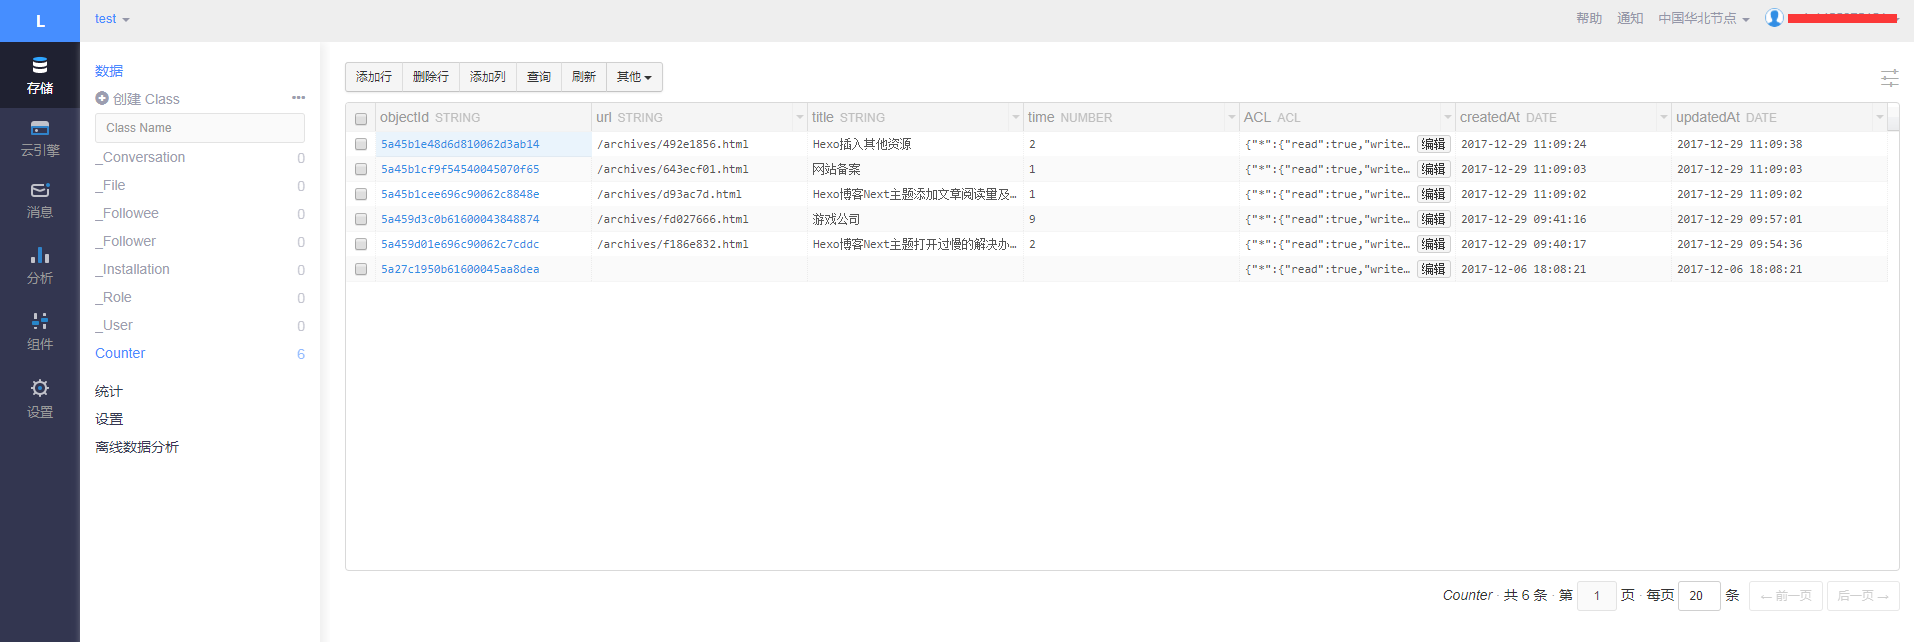 L
test
帮助 通知 中国华北节点
存储
云引擎
消息
分析
组件
设置
数据
创建 Class
Class Name
_Conversation 0
_File 0
_Followee 0
_Follower 0
_Installation 0
_Role 0
_User 0
Counter 6
统计
设置
离线数据分析
添加行 删除行 添加列 查询 刷新 其他
objectId STRING url STRING title STRING time NUMBER ACL ACL createdAt DATE updatedAt DATE
5a45b1e48d6d810062d3ab14 /archives/492e1856.html Hexo插入其他资源 2 {"*":{"read":true,"write… 编辑 2017-12-29 11:09:24 2017-12-29 11:09:38
5a45b1cf9f54540045070f65 /archives/643ecf01.html 网站备案 1 {"*":{"read":true,"write… 编辑 2017-12-29 11:09:03 2017-12-29 11:09:03
5a45b1cee696c90062c8848e /archives/d93ac7d.html Hexo博客Next主题添加文章阅读量及… 1 {"*":{"read":true,"write… 编辑 2017-12-29 11:09:02 2017-12-29 11:09:02
5a459d3c0b61600043848874 /archives/fd027666.html 游戏公司 9 {"*":{"read":true,"write… 编辑 2017-12-29 09:41:16 2017-12-29 09:57:01
5a459d01e696c90062c7cddc /archives/f186e832.html Hexo博客Next主题打开过慢的解决办… 2 {"*":{"read":true,"write… 编辑 2017-12-29 09:40:17 2017-12-29 09:54:36
5a27c1950b61600045aa8dea {"*":{"read":true,"write… 编辑 2017-12-06 18:08:21 2017-12-06 18:08:21
Counter · 共 6 条 · 第 1 页 · 每页 20 条 ←前一页 后一页→